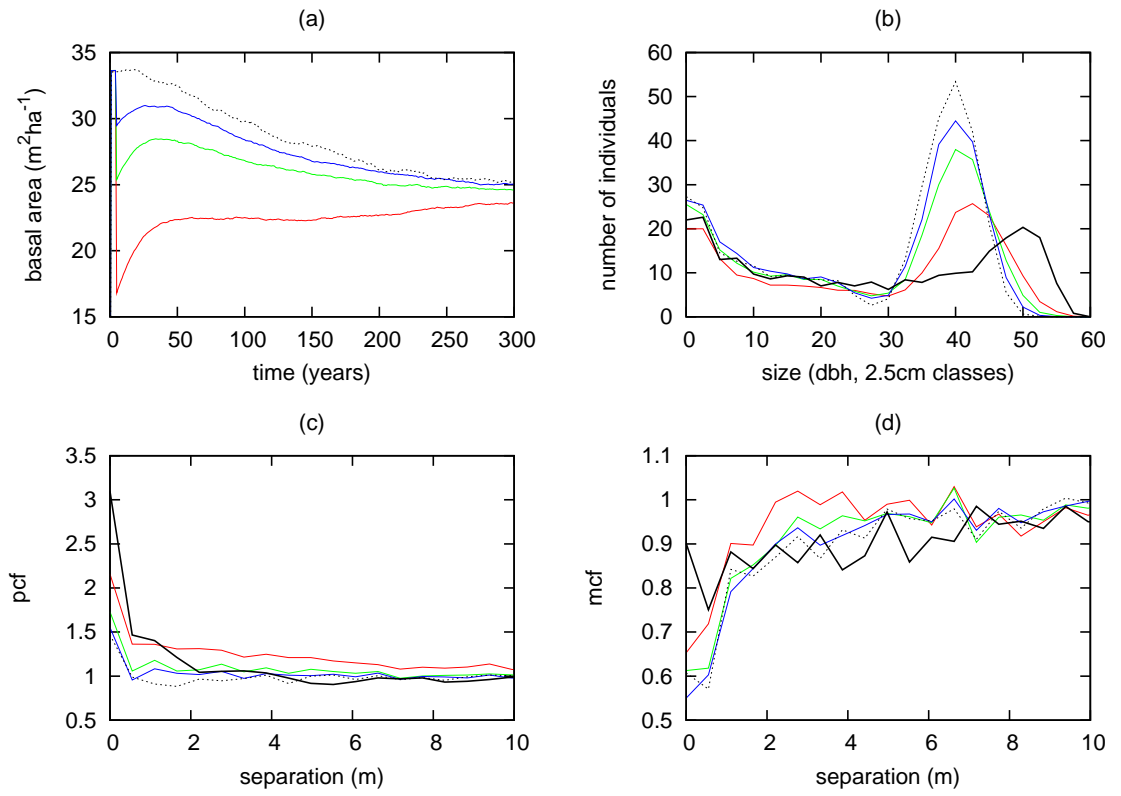 (a)
35
30
25
20
15
0 50 100 150 200 250 300
basal area (m²ha⁻¹)
time (years)
(b)
60
50
40
30
20
10
0
0 10 20 30 40 50 60
number of individuals
size (dbh, 2.5cm classes)
(c)
3.5
3
2.5
2
1.5
1
0.5
0 2 4 6 8 10
pcf
separation (m)
(d)
1.1
1
0.9
0.8
0.7
0.6
0.5
0 2 4 6 8 10
mcf
separation (m)